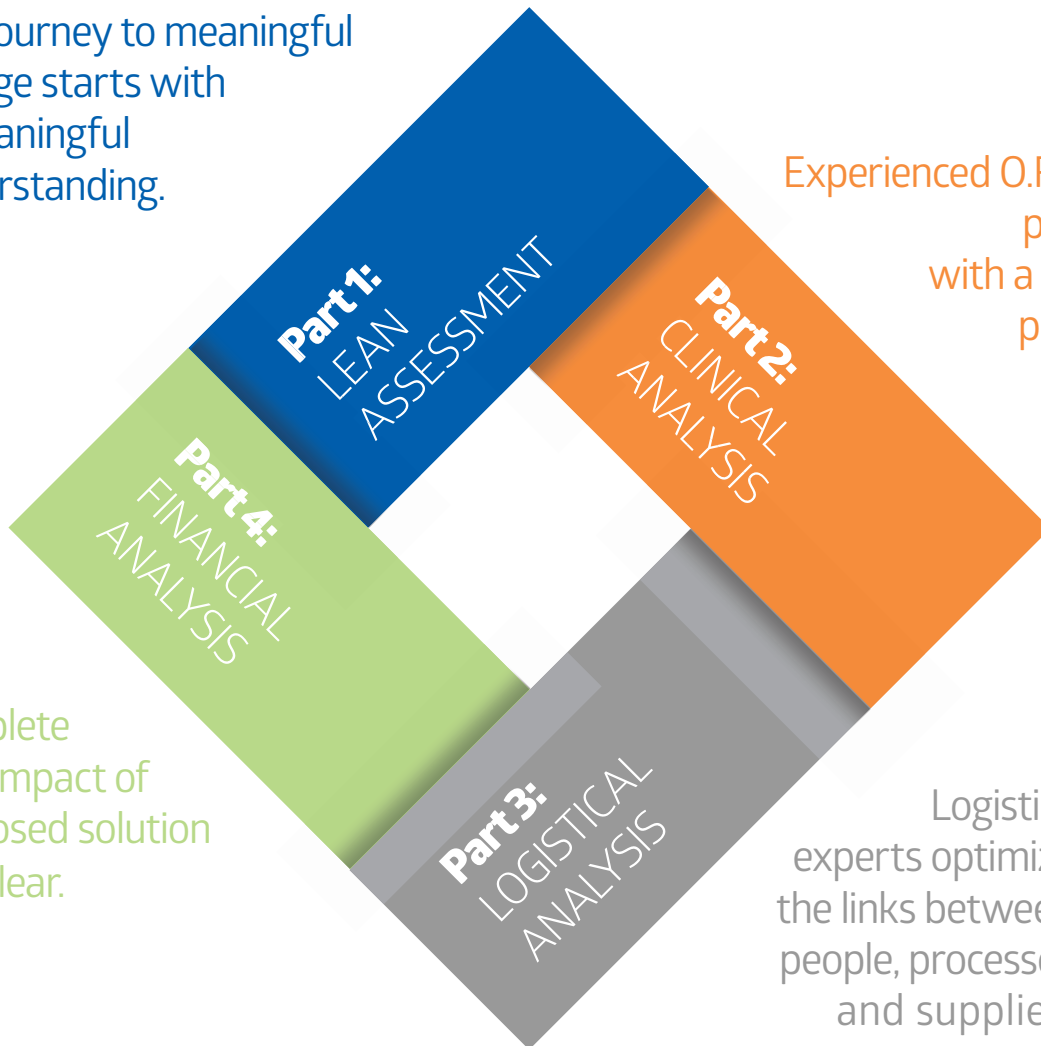 ourney to meaningful
ge starts with
aningful
rstanding.
Experienced O.R
p
with a
p
Part 1:
LEAN
ASSESSMENT
Part 2:
CLINICAL
ANALYSIS
Part 4:
FINANCIAL
ANALYSIS
Part 3:
LOGISTICAL
ANALYSIS
plete
mpact of
osed solution
lear.
Logisti
experts optimiz
the links betwee
people, processe
and supplie